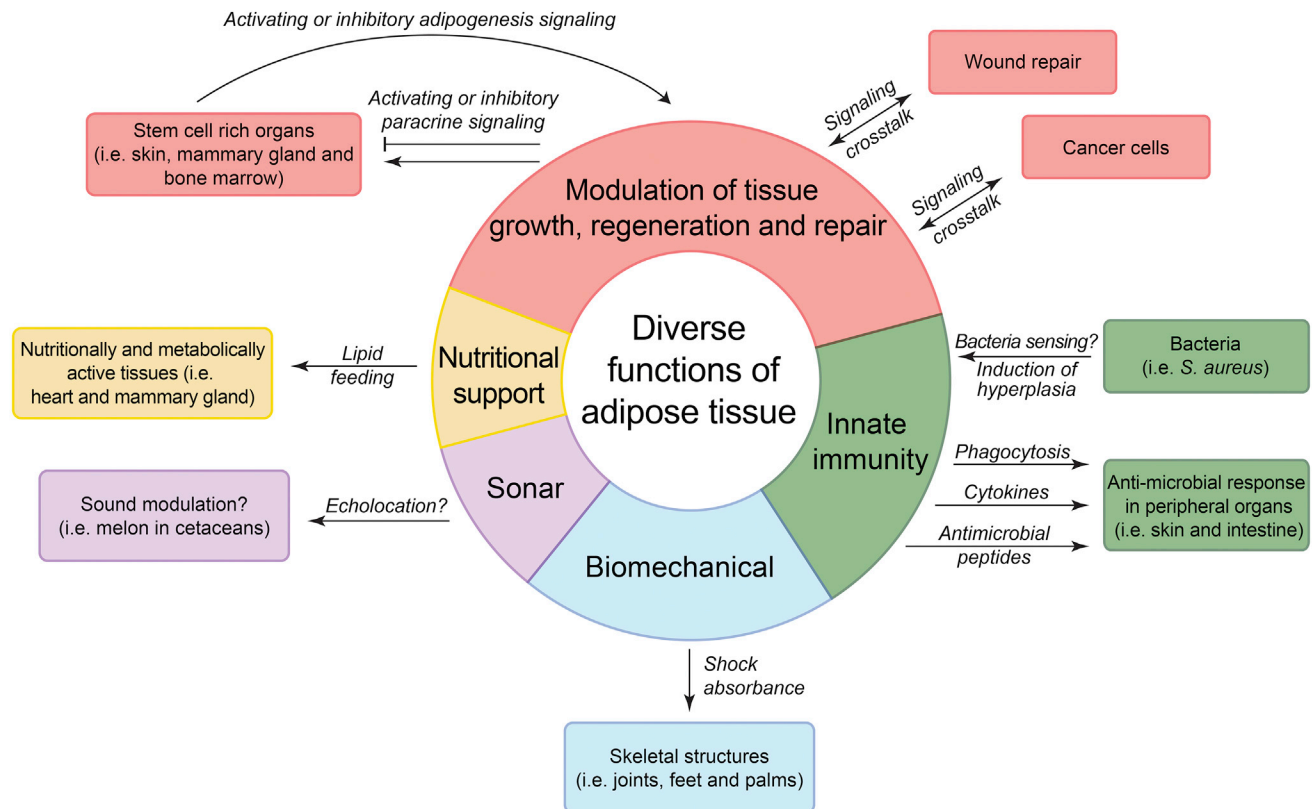 Activating or inhibitory adipogenesis signaling
Activating or inhibitory
paracrine signaling
Stem cell rich organs
(i.e. skin, mammary gland and
bone marrow)
Wound repair
Signaling
crosstalk
Cancer cells
Signaling
crosstalk
Modulation of tissue
growth, regeneration and repair
Diverse
functions of
adipose tissue
Nutritional
support
Lipid
feeding
Nutritionally and metabolically
active tissues (i.e.
heart and mammary gland)
Bacteria sensing?
Induction of
hyperplasia
Bacteria
(i.e. S. aureus)
Innate
immunity
Phagocytosis
Cytokines
Antimicrobial
peptides
Anti-microbial response
in peripheral organs
(i.e. skin and intestine)
Sonar
Echolocation?
Sound modulation?
(i.e. melon in cetaceans)
Biomechanical
Shock
absorbance
Skeletal structures
(i.e. joints, feet and palms)